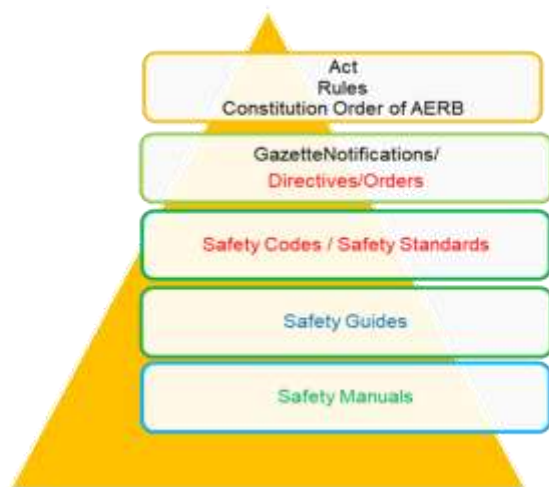 Act
Rules
Constitution Order of AERB
GazetteNotifications/
Directives/Orders
Safety Codes / Safety Standards
Safety Guides
Safety Manuals